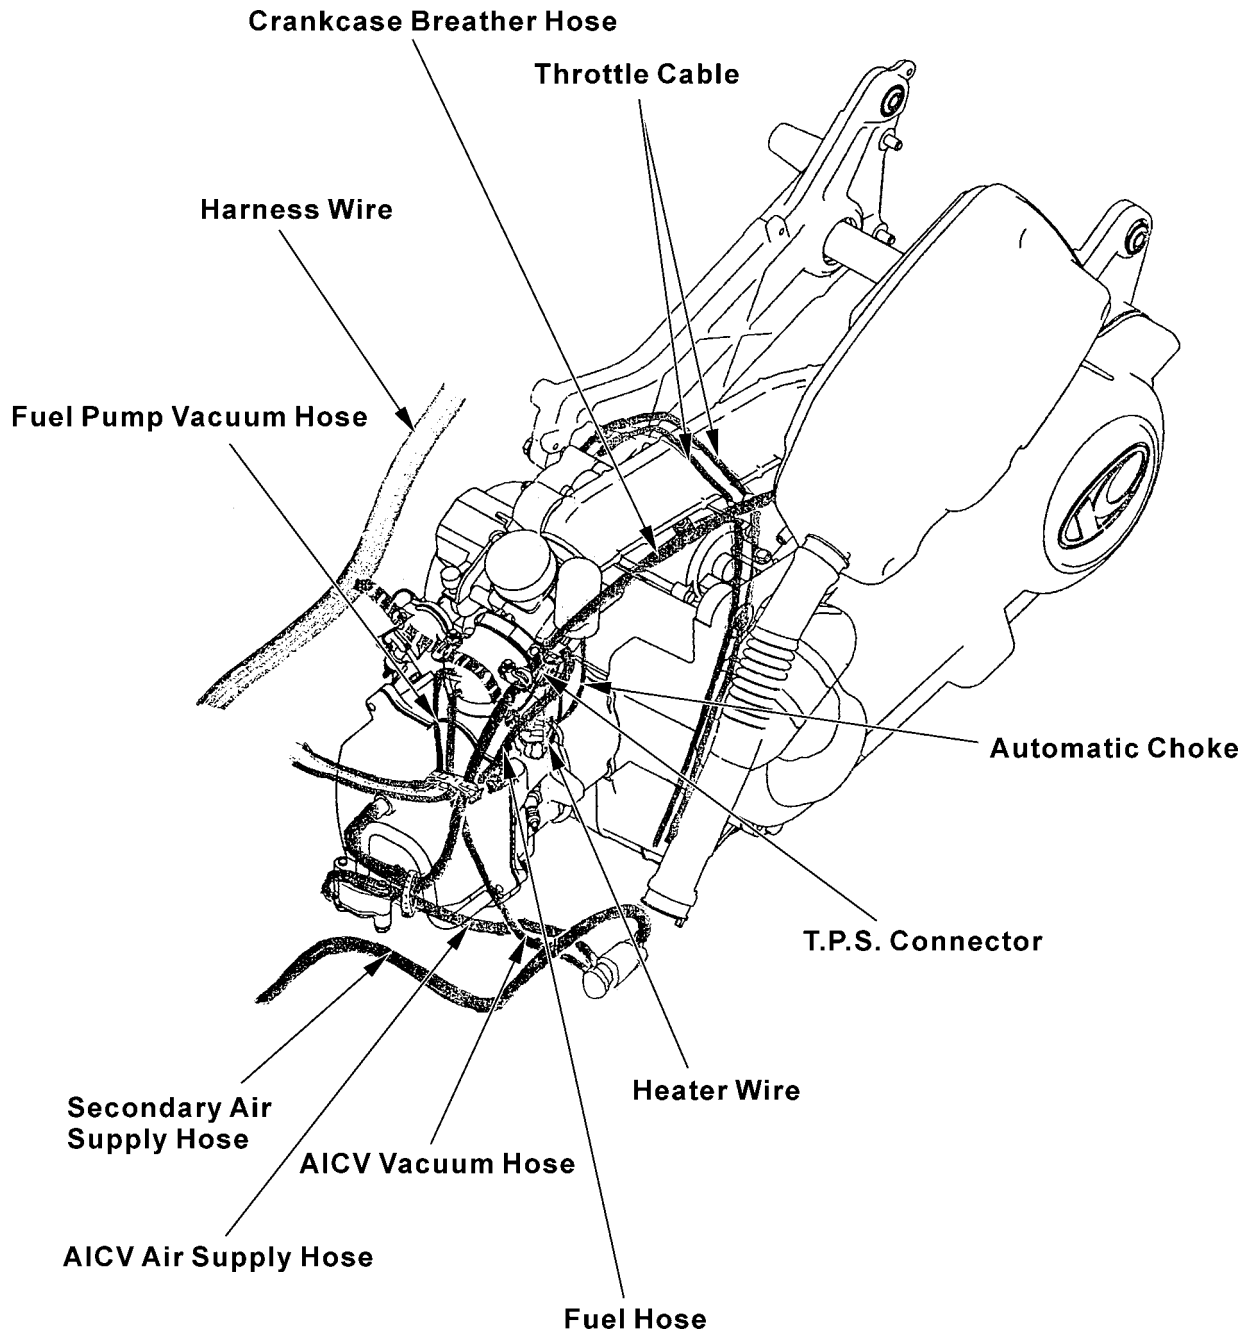 Crankcase Breather Hose
Throttle Cable
Harness Wire
Fuel Pump Vacuum Hose
Automatic Choke
T.P.S. Connector
Heater Wire
Secondary Air
Supply Hose
AICV Vacuum Hose
AICV Air Supply Hose
Fuel Hose